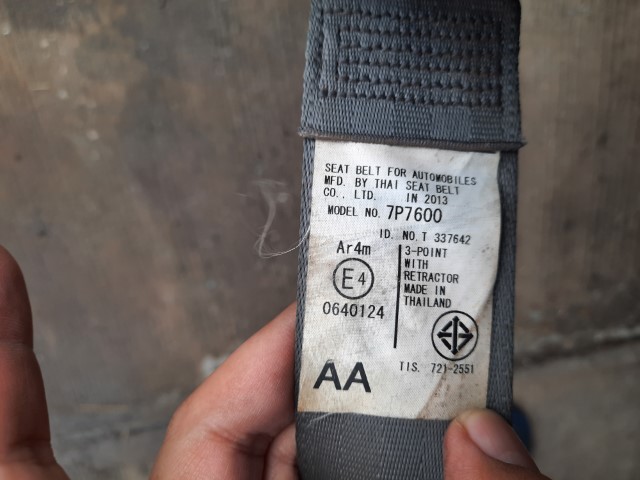 SEAT BELT FOR AUTOMOBILES
MFD. BY THAI SEAT BELT
CO., LTD. IN 2013
MODEL NO. 7P7600
ID. NO. T 337642
Ar4m
E4
0640124
3-POINT
WITH
RETRACTOR
MADE IN
THAILAND
TIS. 721-2551
AA